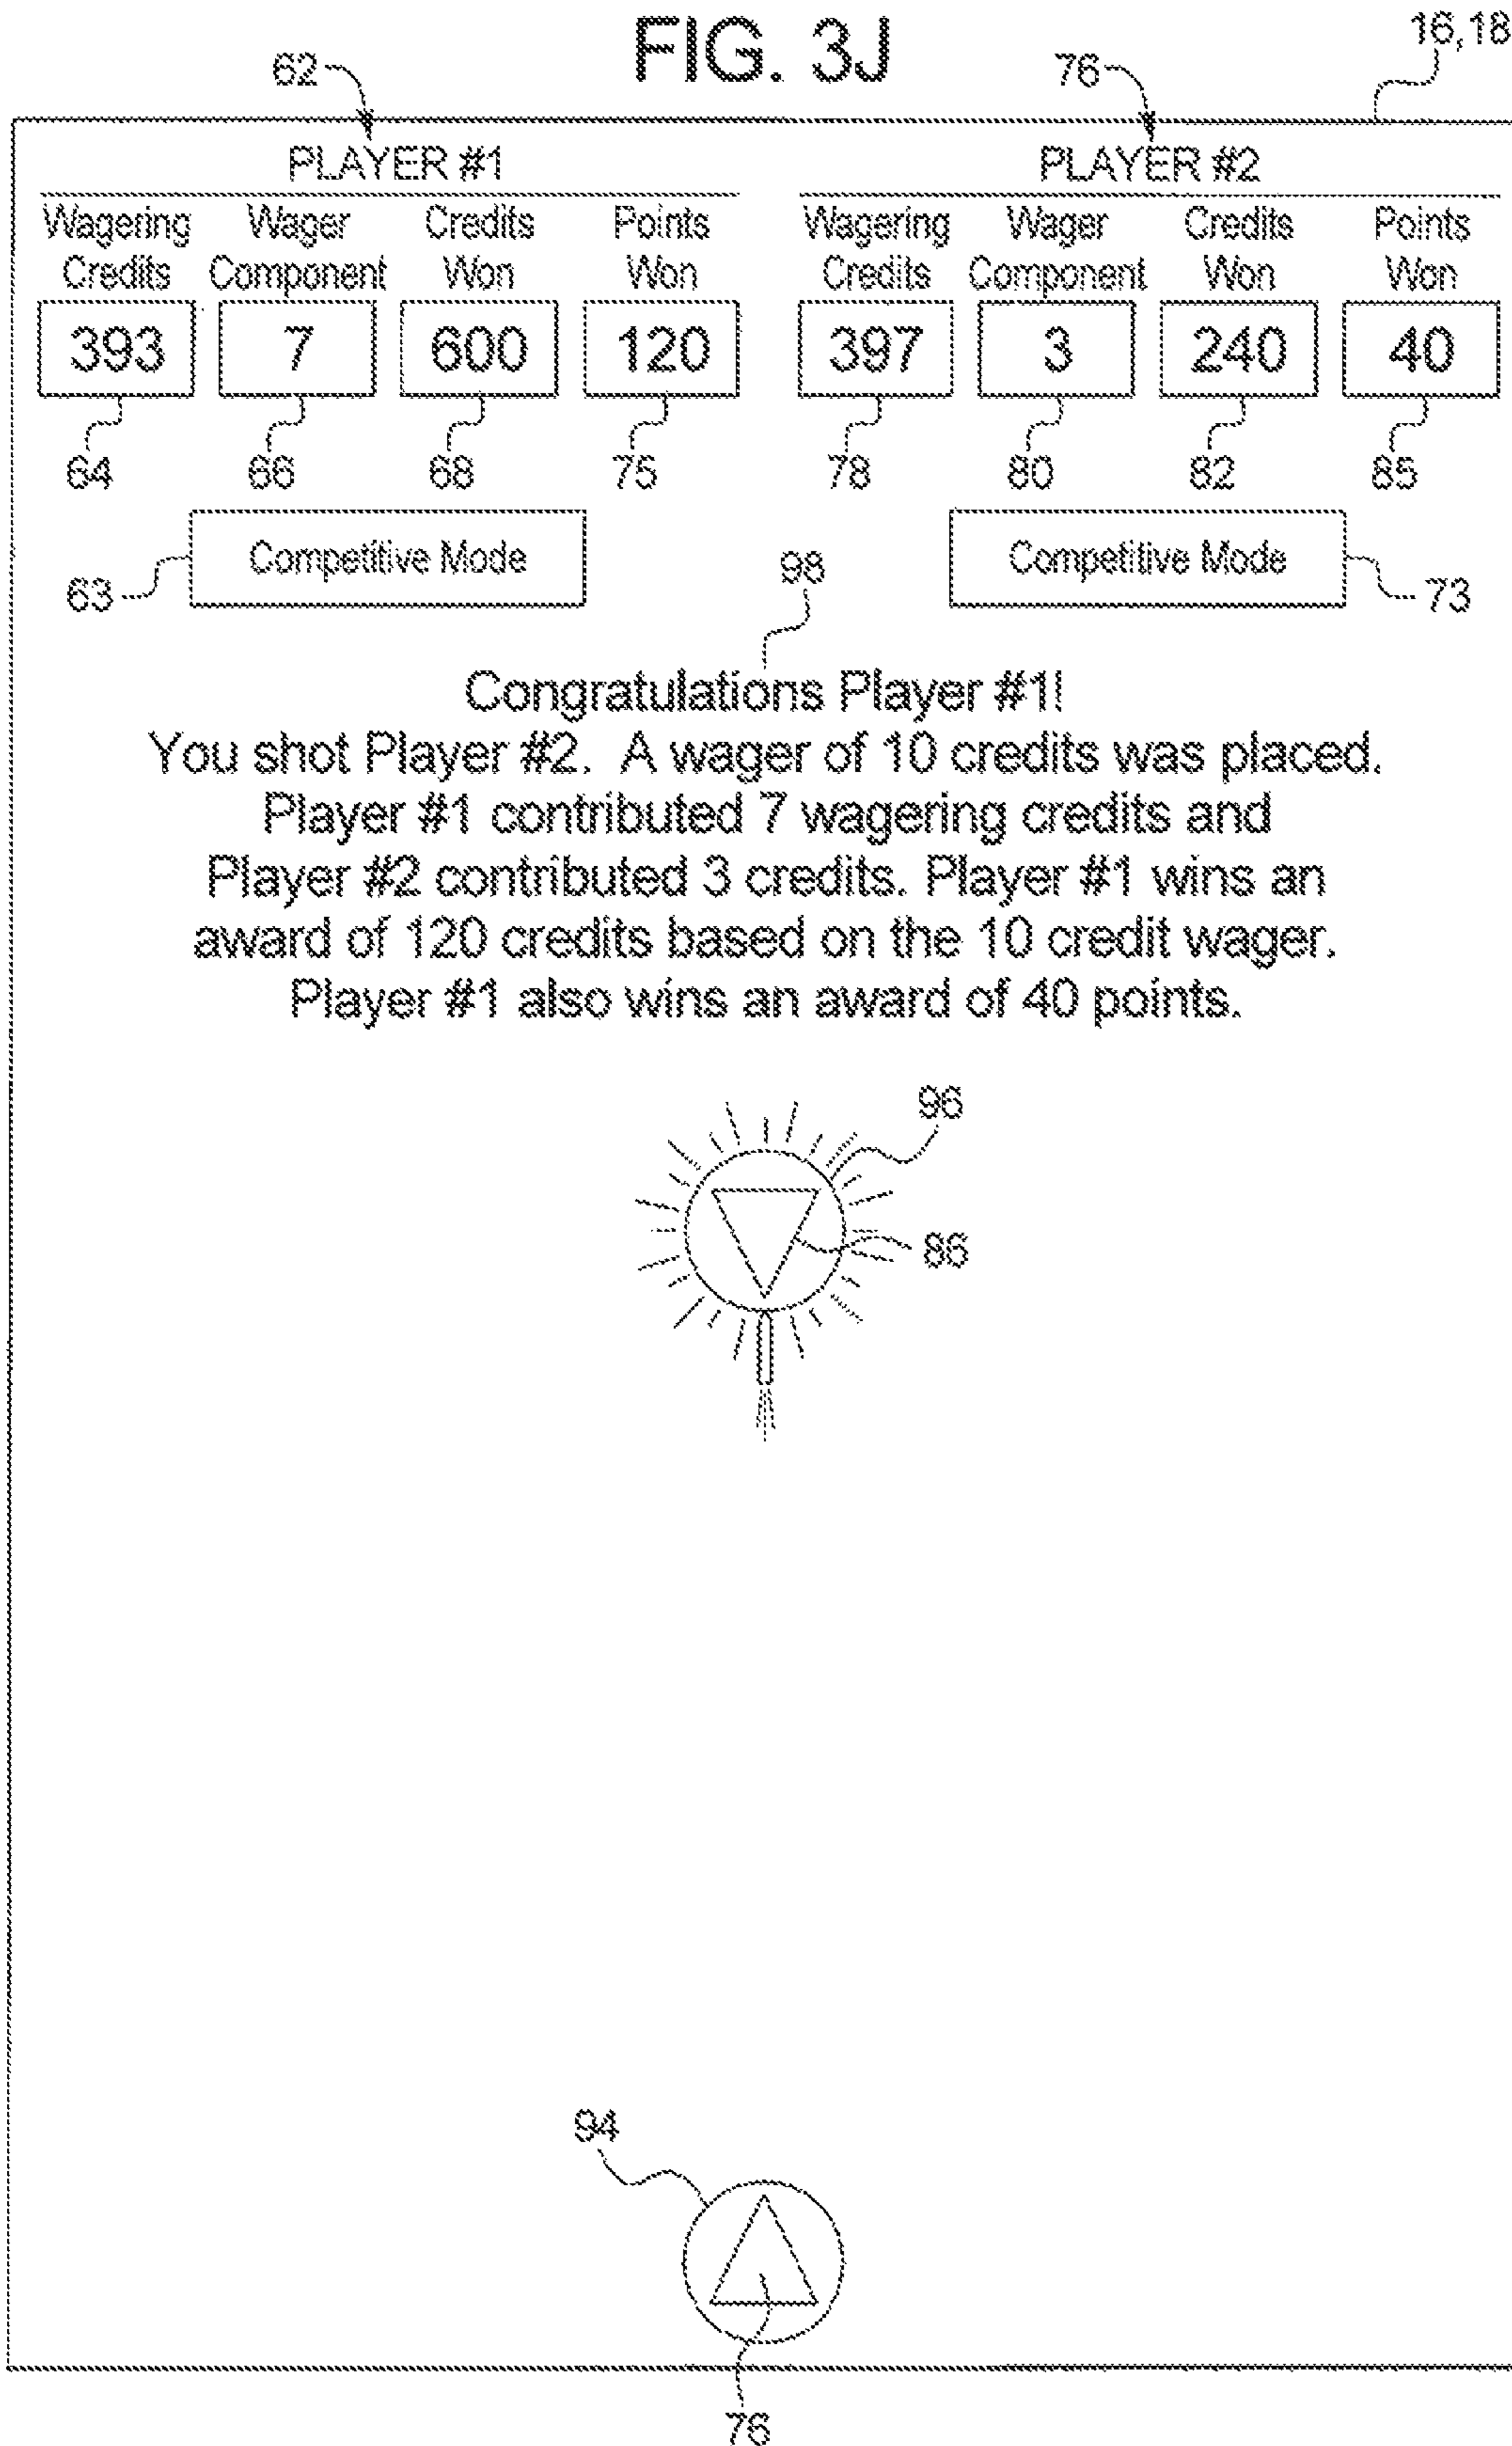 FIG. 3J
16,18
62
76
PLAYER #1
PLAYER #2
Wagering Credits
Wager Component
Credits Won
Points Won
Wagering Credits
Wager Component
Credits Won
Points Won
393
7
600
120
397
3
240
40
64
66
68
75
78
80
82
85
Competitive Mode
Competitive Mode
63
98
73
Congratulations Player #1!
You shot Player #2. A wager of 10 credits was placed.
Player #1 contributed 7 wagering credits and
Player #2 contributed 3 credits. Player #1 wins an
award of 120 credits based on the 10 credit wager.
Player #1 also wins an award of 40 points.
96
86
94
76